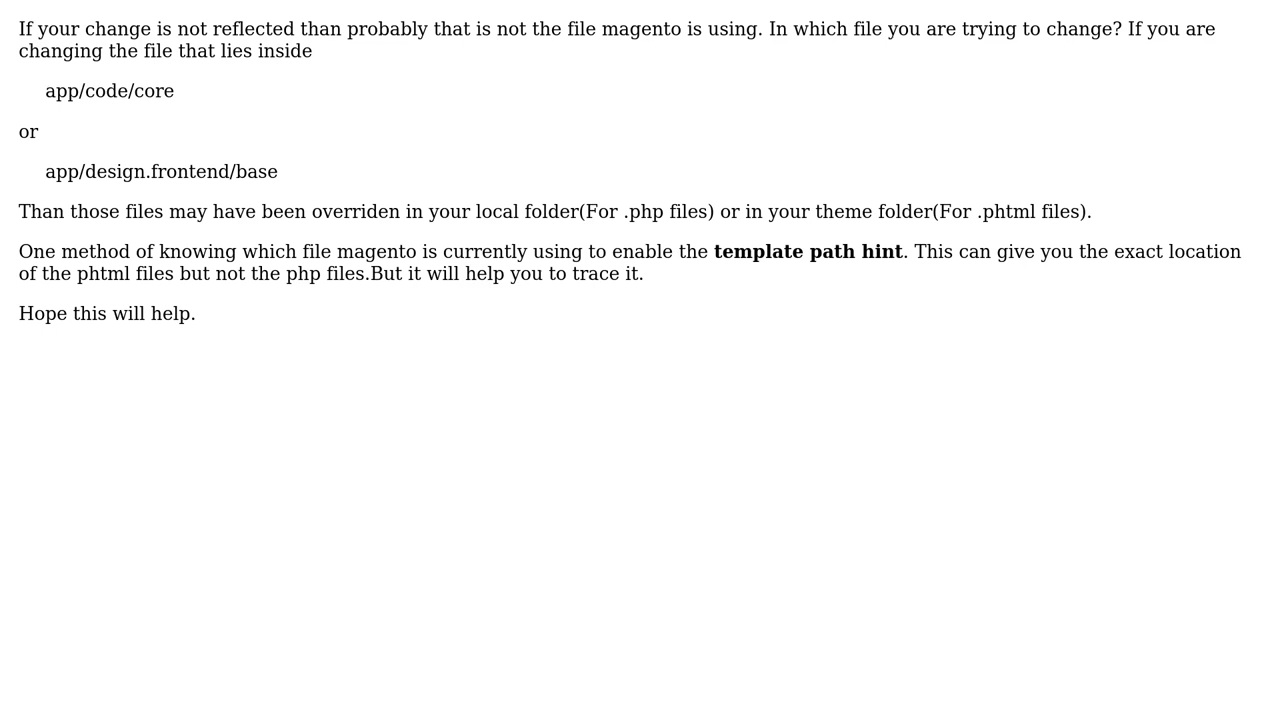 If your change is not reflected than probably that is not the file magento is using. In which file you are trying to change? If you are
changing the file that lies inside
app/code/core
or
app/design.frontend/base
Than those files may have been overriden in your local folder(For .php files) or in your theme folder(For .phtml files).
One method of knowing which file magento is currently using to enable the template path hint. This can give you the exact location
of the phtml files but not the php files.But it will help you to trace it.
Hope this will help.